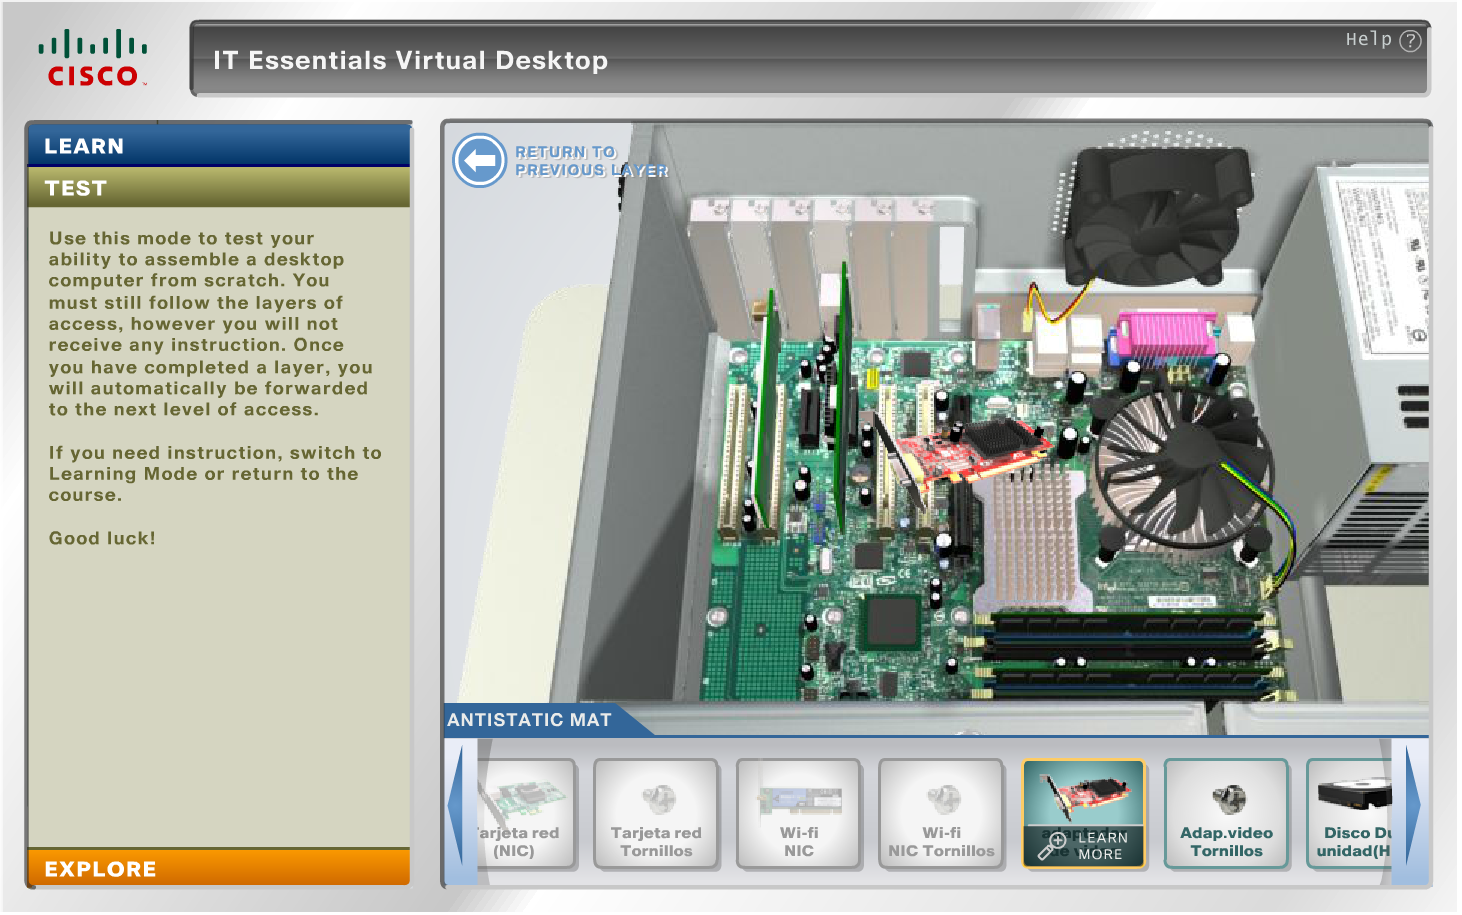 CISCO
IT Essentials Virtual Desktop
Help ?
LEARN
TEST
Use this mode to test your
ability to assemble a desktop
computer from scratch. You
must still follow the layers of
access, however you will not
receive any instruction. Once
you have completed a layer, you
will automatically be forwarded
to the next level of access.
If you need instruction, switch to
Learning Mode or return to the
course.
Good luck!
EXPLORE
RETURN TO
PREVIOUS LAYER
ANTISTATIC MAT
arjeta red
(NIC)
Tarjeta red
Tornillos
Wi-fi
NIC
Wi-fi
NIC Tornillos
LEARN
MORE
Adap.video
Tornillos
Disco Du
unidad(H